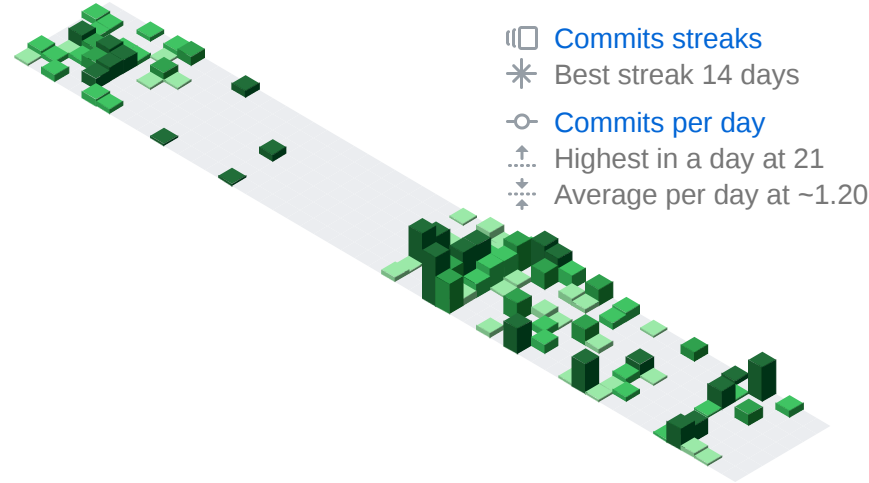 Commits streaks
Best streak 14 days
Commits per day
Highest in a day at 21
Average per day at ~1.20